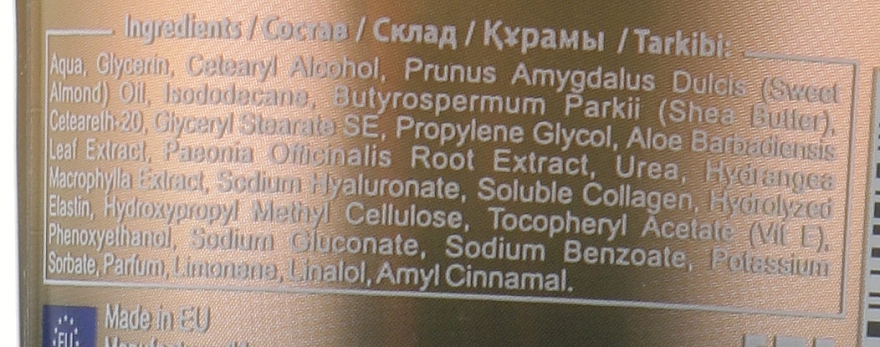 Ingredients / Состав / Склад / Құрамы / Tarkibi:
Aqua, Glycerin, Cetearyl Alcohol, Prunus Amygdalus Dulcis (Sweet
Almond) Oil, Isododecane, Butyrospermum Parkii (Shea Butter),
Ceteareth-20, Glyceryl Stearate SE, Propylene Glycol, Aloe Barbadiensis
Leaf Extract, Paeonia Officinalis Root Extract, Urea, Hydrangea
Macrophylla Extract, Sodium Hyaluronate, Soluble Collagen, Hydrolyzed
Elastin, Hydroxypropyl Methyl Cellulose, Tocopheryl Acetate (Vit E),
Phenoxyethanol, Sodium Gluconate, Sodium Benzoate, Potassium
Sorbate, Parfum, Limonene, Linalol, Amyl Cinnamal.
Made in EU
EU